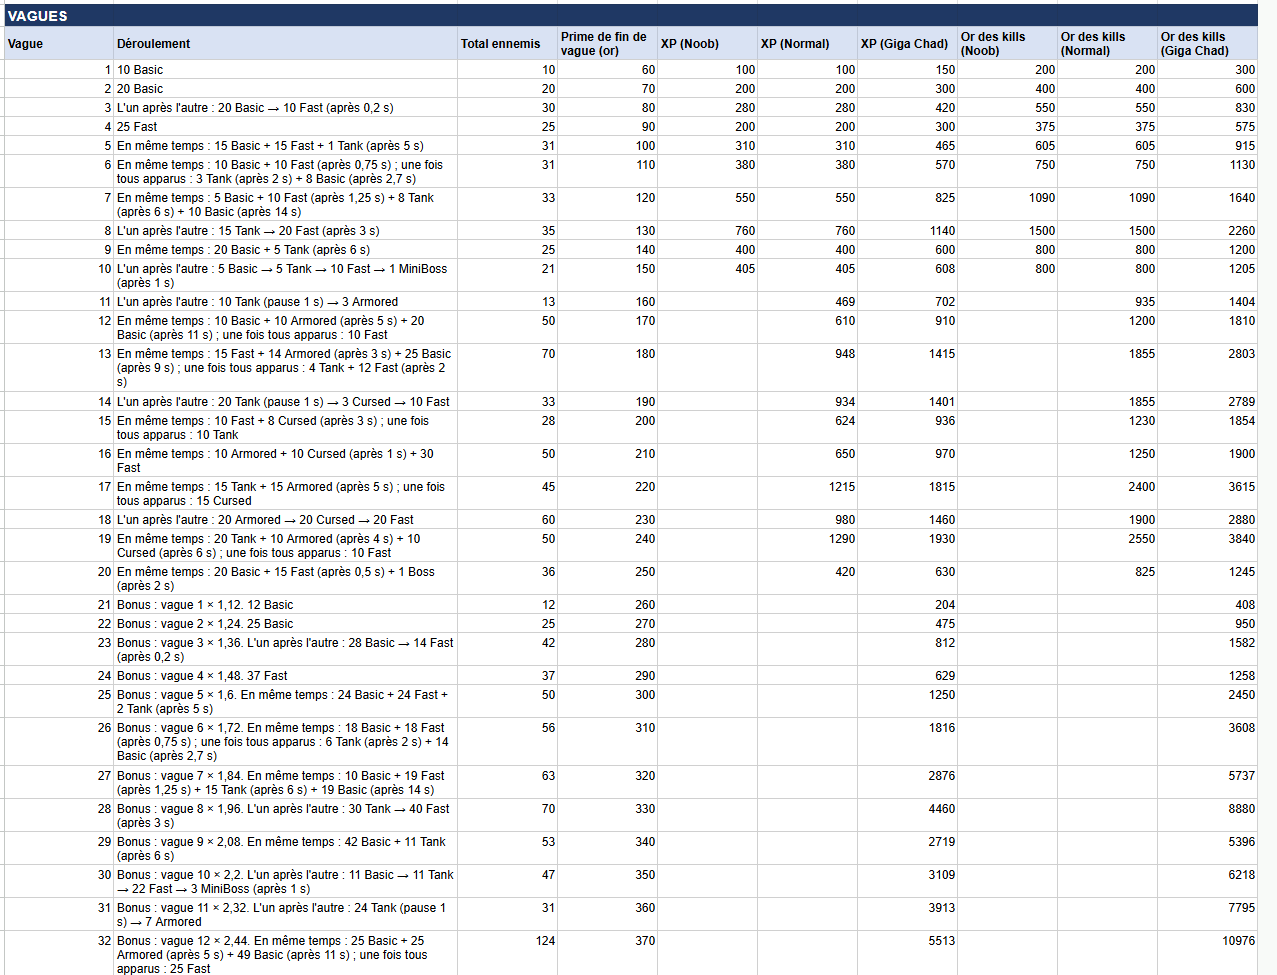 VAGUES
Vague Déroulement Total ennemis Prime de fin de vague (or) XP (Noob) XP (Normal) XP (Giga Chad) Or des kills (Noob) Or des kills (Normal) Or des kills (Giga Chad)
1 10 Basic 10 60 100 100 150 200 200 300
2 20 Basic 20 70 200 200 300 400 400 600
3 L'un après l'autre : 20 Basic → 10 Fast (après 0,2 s) 30 80 280 280 420 550 550 830
4 25 Fast 25 90 200 200 300 375 375 575
5 En même temps : 15 Basic + 15 Fast + 1 Tank (après 5 s) 31 100 310 310 465 605 605 915
6 En même temps : 10 Basic + 10 Fast (après 0,75 s) ; une fois 31 110 380 380 570 750 750 1130
tous apparus : 3 Tank (après 2 s) + 8 Basic (après 2,7 s)
7 En même temps : 5 Basic + 10 Fast (après 1,25 s) + 8 Tank 33 120 550 550 825 1090 1090 1640
(après 6 s) + 10 Basic (après 14 s)
8 L'un après l'autre : 15 Tank → 20 Fast (après 3 s) 35 130 760 760 1140 1500 1500 2260
9 En même temps : 20 Basic + 5 Tank (après 6 s) 25 140 400 400 600 800 800 1200
10 L'un après l'autre : 5 Basic → 5 Tank → 10 Fast → 1 MiniBoss 21 150 405 405 608 800 800 1205
(après 1 s)
11 L'un après l'autre : 10 Tank (pause 1 s) → 3 Armored 13 160 469 702 935 1404
12 En même temps : 10 Basic + 10 Armored (après 5 s) + 20 50 170 610 910 1200 1810
Basic (après 11 s) ; une fois tous apparus : 10 Fast
13 En même temps : 15 Fast + 14 Armored (après 3 s) + 25 Basic 70 180 948 1415 1855 2803
(après 9 s) ; une fois tous apparus : 4 Tank + 12 Fast (après 2
s)
14 L'un après l'autre : 20 Tank (pause 1 s) → 3 Cursed → 10 Fast 33 190 934 1401 1855 2789
15 En même temps : 10 Fast + 8 Cursed (après 3 s) ; une fois 28 200 624 936 1230 1854
tous apparus : 10 Tank
16 En même temps : 10 Armored + 10 Cursed (après 1 s) + 30 50 210 650 970 1250 1900
Fast
17 En même temps : 15 Tank + 15 Armored (après 5 s) ; une fois 45 220 1215 1815 2400 3615
tous apparus : 15 Cursed
18 L'un après l'autre : 20 Armored → 20 Cursed → 20 Fast 60 230 980 1460 1900 2880
19 En même temps : 20 Tank + 10 Armored (après 4 s) + 10 50 240 1290 1930 2550 3840
Cursed (après 6 s) ; une fois tous apparus : 10 Fast
20 En même temps : 20 Basic + 15 Fast (après 0,5 s) + 1 Boss 36 250 420 630 825 1245
(après 2 s)
21 Bonus : vague 1 × 1,12. 12 Basic 12 260 204 408
22 Bonus : vague 2 × 1,24. 25 Basic 25 270 475 950
23 Bonus : vague 3 × 1,36. L'un après l'autre : 28 Basic → 14 Fast 42 280 812 1582
(après 0,2 s)
24 Bonus : vague 4 × 1,48. 37 Fast 37 290 629 1258
25 Bonus : vague 5 × 1,6. En même temps : 24 Basic + 24 Fast + 50 300 1250 2450
2 Tank (après 5 s)
26 Bonus : vague 6 × 1,72. En même temps : 18 Basic + 18 Fast 56 310 1816 3608
(après 0,75 s) ; une fois tous apparus : 6 Tank (après 2 s) + 14
Basic (après 2,7 s)
27 Bonus : vague 7 × 1,84. En même temps : 10 Basic + 19 Fast 63 320 2876 5737
(après 1,25 s) + 15 Tank (après 6 s) + 19 Basic (après 14 s)
28 Bonus : vague 8 × 1,96. L'un après l'autre : 30 Tank → 40 Fast 70 330 4460 8880
(après 3 s)
29 Bonus : vague 9 × 2,08. En même temps : 42 Basic + 11 Tank 53 340 2719 5396
(après 6 s)
30 Bonus : vague 10 × 2,2. L'un après l'autre : 11 Basic → 11 Tank 47 350 3109 6218
→ 22 Fast → 3 MiniBoss (après 1 s)
31 Bonus : vague 11 × 2,32. L'un après l'autre : 24 Tank (pause 1 31 360 3913 7795
s) → 7 Armored
32 Bonus : vague 12 × 2,44. En même temps : 25 Basic + 25 124 370 5513 10976
Armored (après 5 s) + 49 Basic (après 11 s) ; une fois tous
apparus : 25 Fast